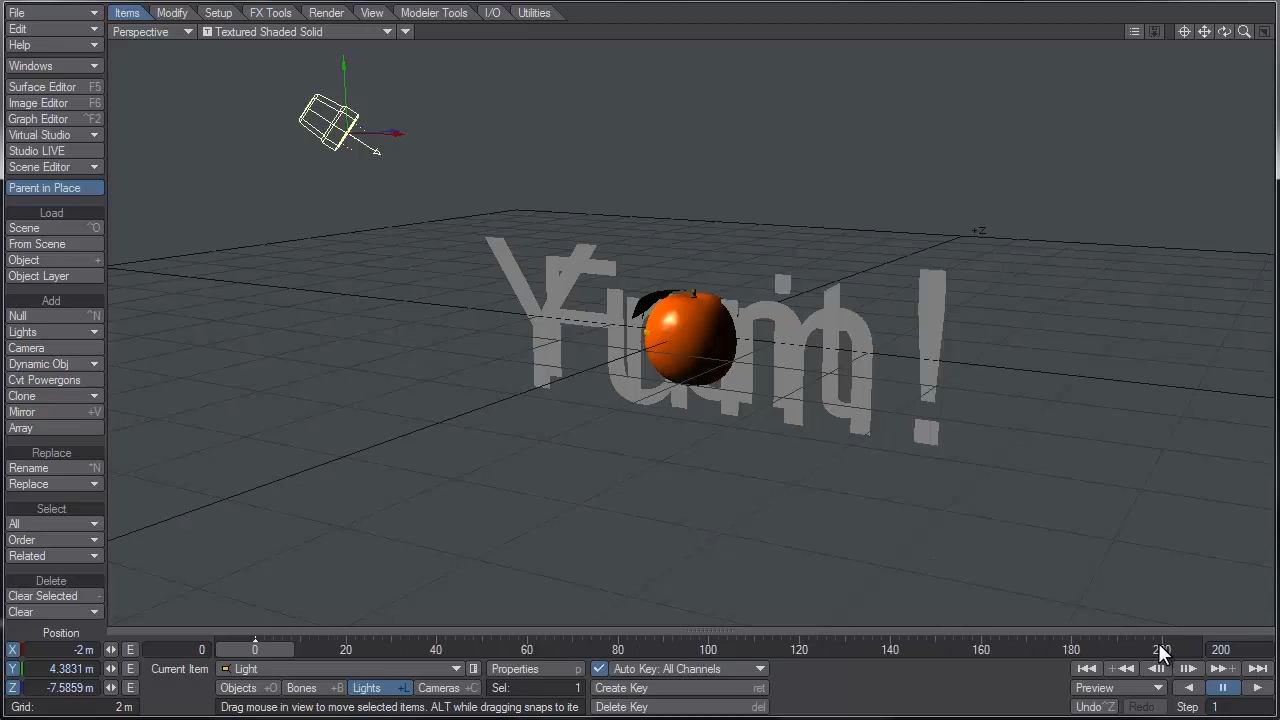 File
Items Modify Setup FX Tools Render View Modeler Tools I/O Utilities
Edit
Perspective T Textured Shaded Solid
Help
Windows
Surface Editor F5
Image Editor F6
Graph Editor ^F2
Virtual Studio
Studio LIVE
Scene Editor
Parent in Place
Load
Scene ^O
From Scene
Object +
Object Layer
Add
Null ^N
Lights
Camera
Dynamic Obj
Cvt Powergons
Clone
Mirror +V
Array
Replace
Rename ^N
Replace
Select
All
Order
Related
Delete
Clear Selected -
Clear
+Z
Position
X -2 m E 0 0 20 40 60 80 100 120 140 160 180 200
Y 4.3831 m E Current Item Light Properties Auto Key: All Channels
Z -7.5859 m E Objects +O Bones +B Lights +L Cameras +C Sel: 1 Create Key ret Preview
Grid: 2 m Drag mouse in view to move selected items. ALT while dragging snaps to ite Delete Key del Undo ^Z Redo Step 1